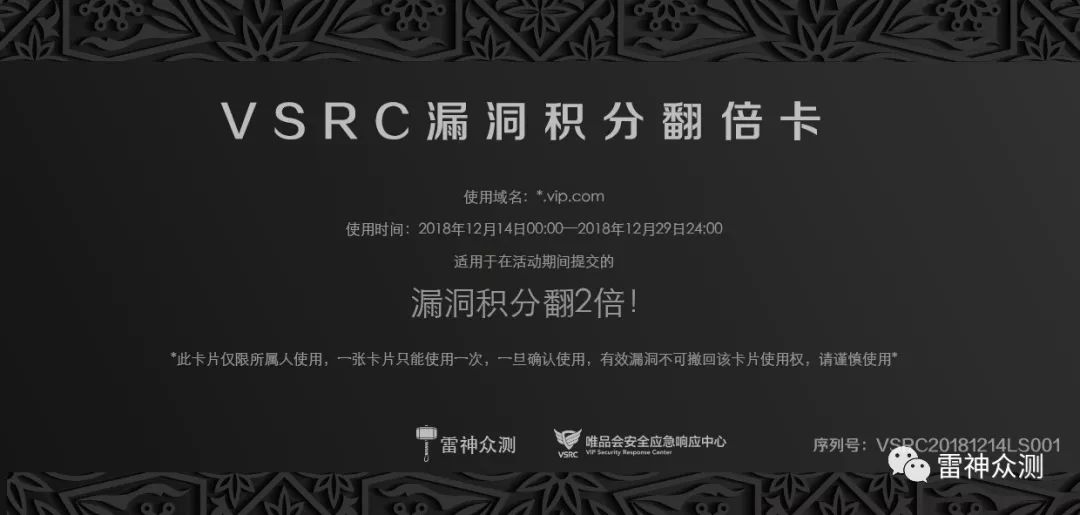 VSRC漏洞积分翻倍卡
使用域名：*.vip.com
使用时间：2018年12月14日00:00—2018年12月29日24:00
适用于在活动期间提交的
漏洞积分翻2倍！
*此卡片仅限所属人使用，一张卡片只能使用一次，一旦确认使用，有效漏洞不可撤回该卡片使用权，请谨慎使用*
雷神众测
VSRC
唯品会安全应急响应中心
VIP Security Response Center
序列号：VSRC20181214LS001
雷神众测